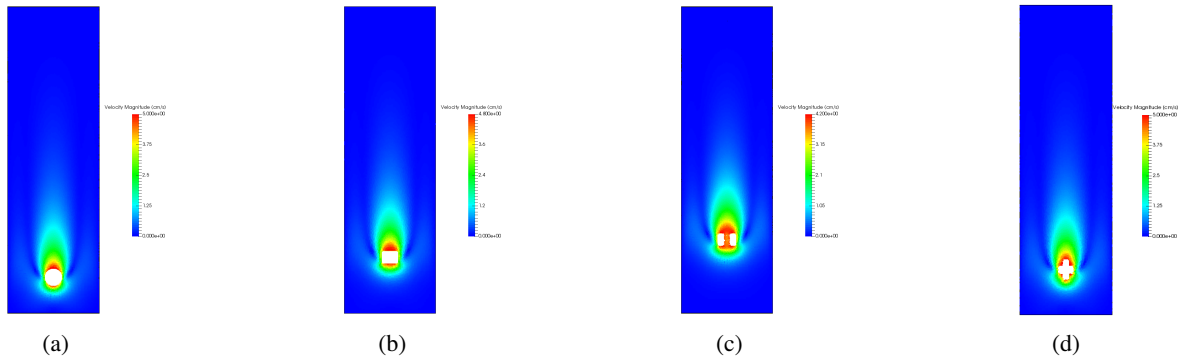 Velocity Magnitude (cm/s)
5.000e+00
3.75
2.5
1.25
0.000e+00
Velocity Magnitude (cm/s)
4.800e+00
3.6
2.4
1.2
0.000e+00
Velocity Magnitude (cm/s)
4.200e+00
3.15
2.1
1.05
0.000e+00
Velocity Magnitude (cm/s)
5.000e+00
3.75
2.5
1.25
0.000e+00
(a)
(b)
(c)
(d)